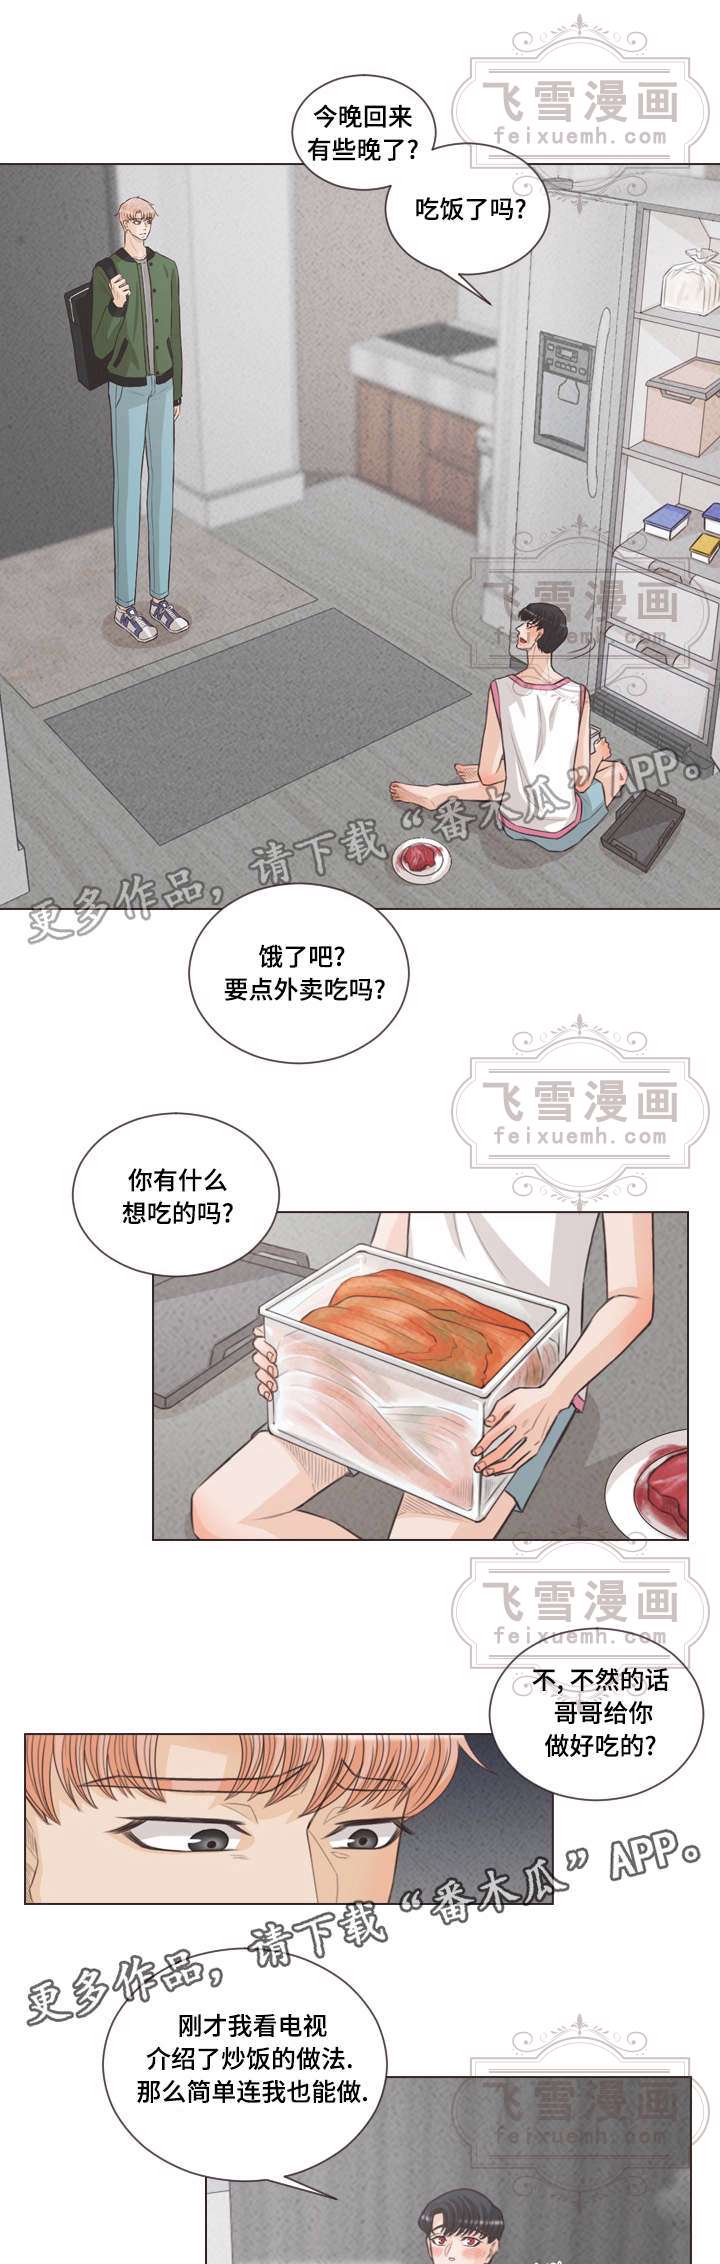 飞雪漫画
feixuemh.com
今晚回来
有些晚了?
吃饭了吗?
飞雪漫画
feixuemh.com
更多作品，请下载“番木瓜”APP。
饿了吧?
要点外卖吃吗?
飞雪漫画
feixuemh.com
你有什么
想吃的吗?
飞雪漫画
feixuemh.com
不,不然的话
哥哥给你
做好吃的?
更多作品，请下载“番木瓜”APP。
刚才我看电视
介绍了炒饭的做法.
那么简单连我也能做.
飞雪漫画
feixuemh.com